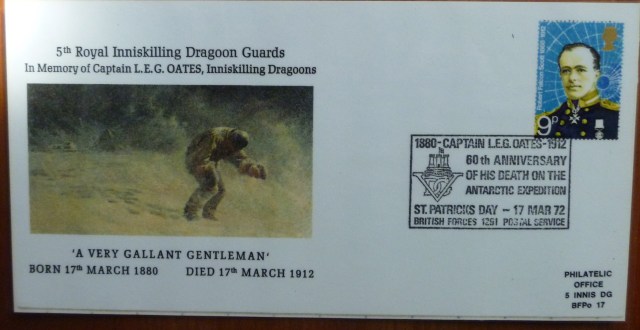 5th Royal Inniskilling Dragoon Guards
In Memory of Captain L.E.G. OATES, Inniskilling Dragoons
9p
1880-CAPTAIN L.E.G. OATES-1912
60th ANNIVERSARY
OF HIS DEATH ON THE
ANTARCTIC EXPEDITION
ST. PATRICKS DAY - 17 MAR 72
BRITISH FORCES 1251 POSTAL SERVICE
'A VERY GALLANT GENTLEMAN'
BORN 17th MARCH 1880 DIED 17th MARCH 1912
PHILATELIC
OFFICE
5 INNIS DG
BFPo 17